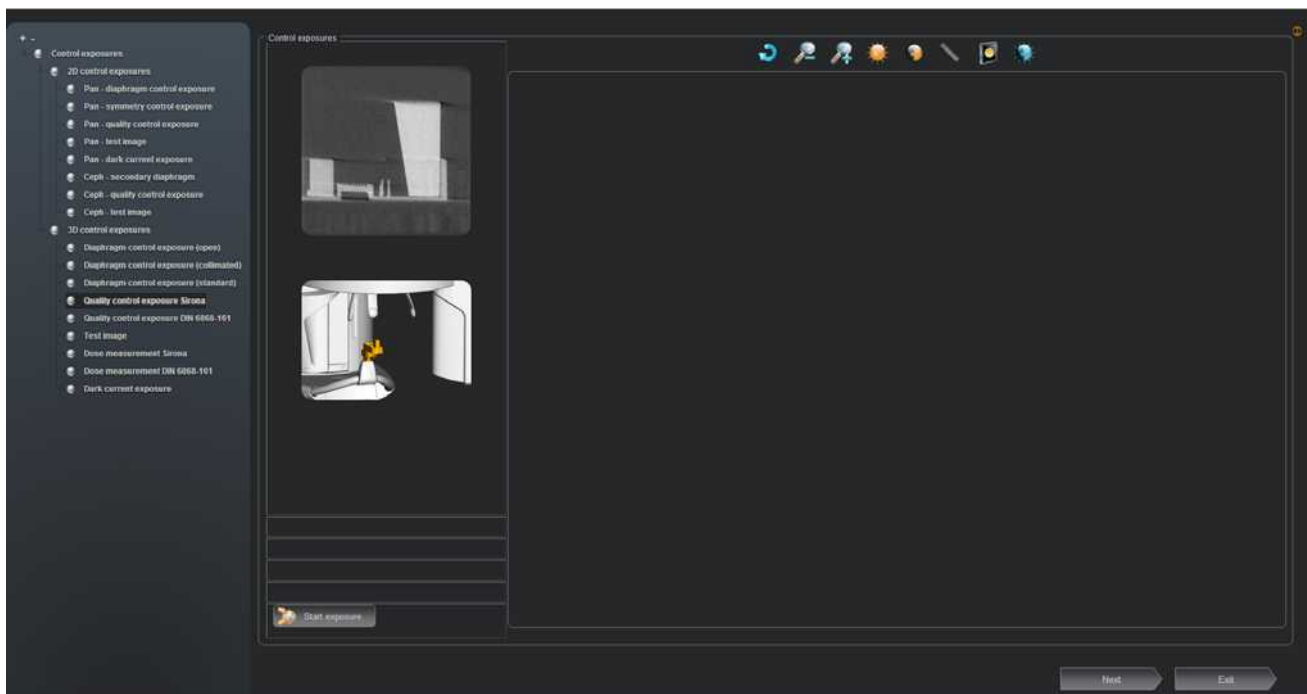 + -
Control exposures
2D control exposures
Pan - diaphragm control exposure
Pan - symmetry control exposure
Pan - quality control exposure
Pan - test image
Pan - dark current exposure
Ceph - secondary diaphragm
Ceph - quality control exposure
Ceph - test image
3D control exposures
Diaphragm control exposure (open)
Diaphragm control exposure (collimated)
Diaphragm control exposure (standard)
Quality control exposure Sirona
Quality control exposure DIN 6868-161
Test image
Dose measurement Sirona
Dose measurement DIN 6868-161
Dark current exposure
Control exposures
Start exposure
Next
Exit